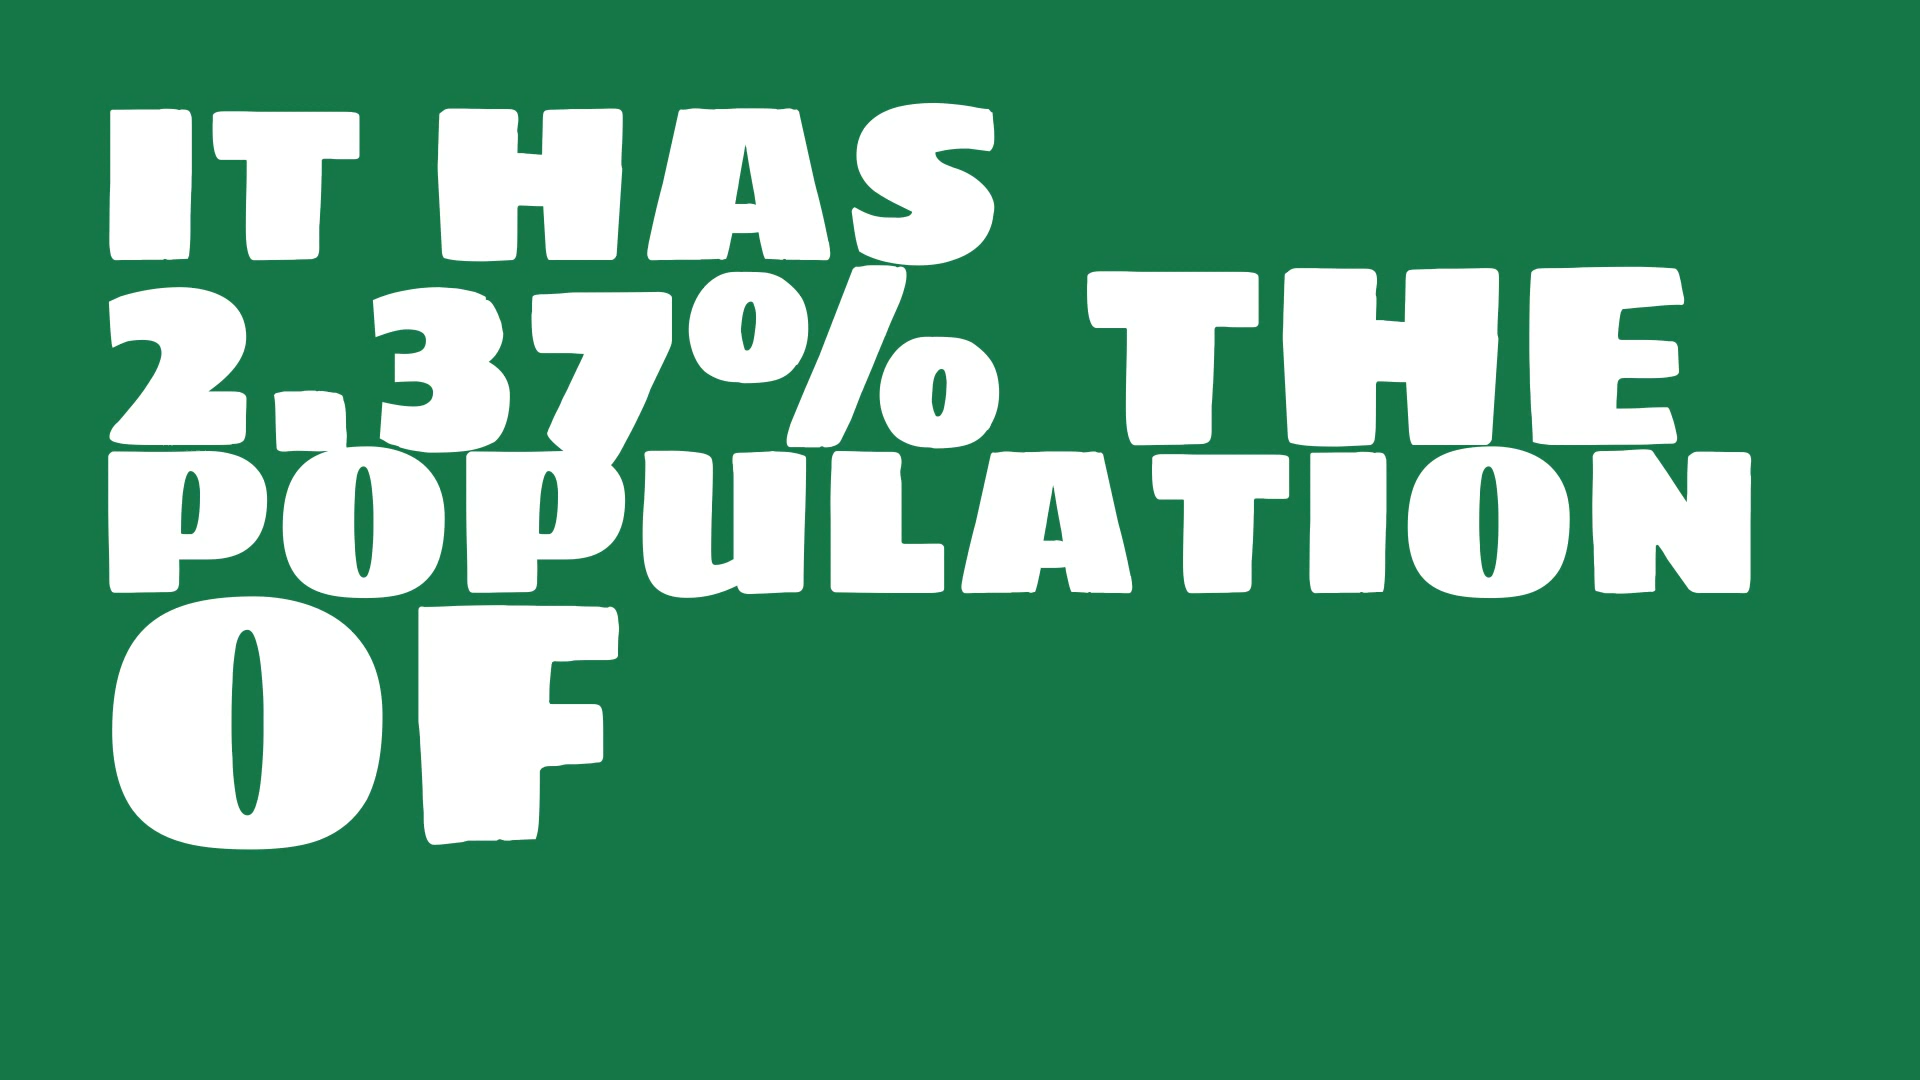 IT HAS
2.37% THE
POPULATION
OF